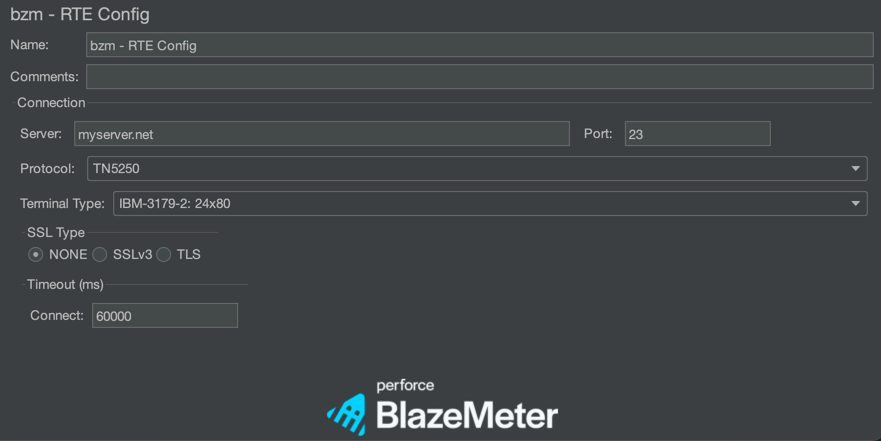 bzm - RTE Config
Name: bzm - RTE Config
Comments:
Connection
Server: myserver.net Port: 23
Protocol: TN5250
Terminal Type: IBM-3179-2: 24x80
SSL Type
NONE SSLv3 TLS
Timeout (ms)
Connect: 60000
perforce
BlazeMeter